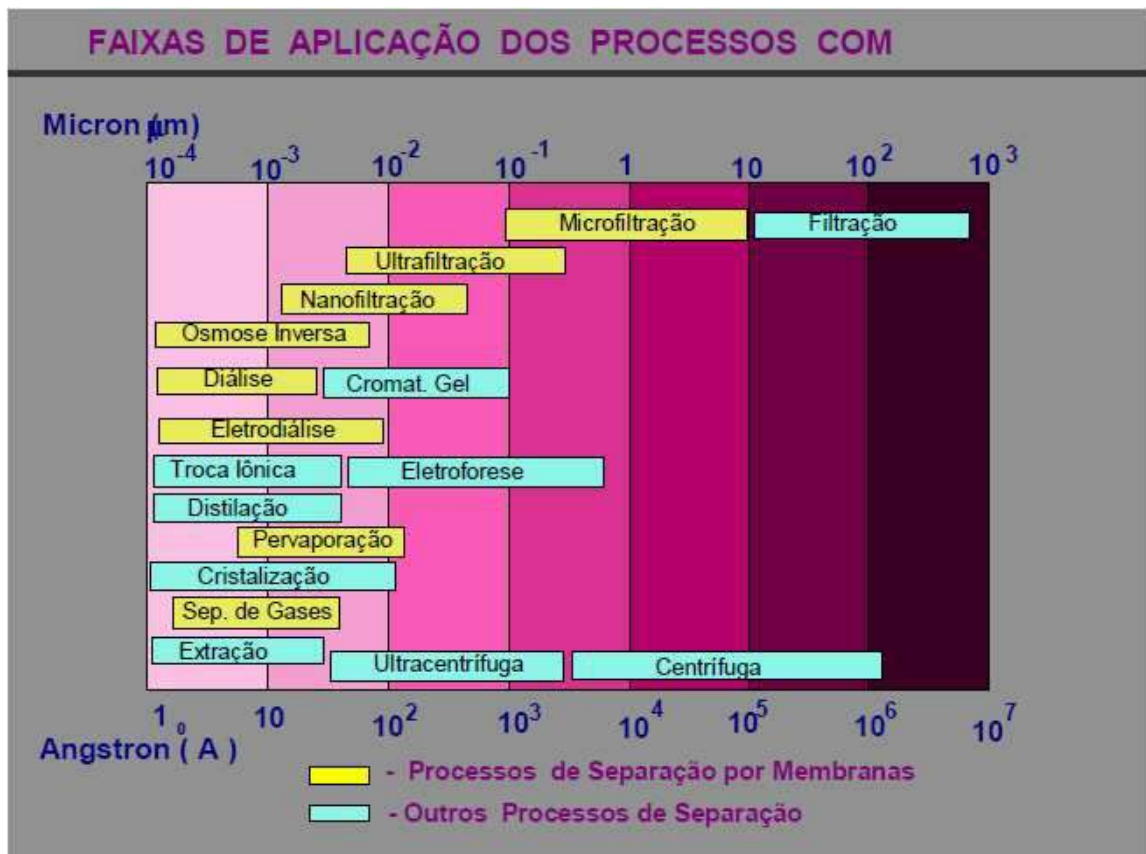 FAIXAS DE APLICAÇÃO DOS PROCESSOS COM
Micron (μm)
10⁻⁴ 10⁻³ 10⁻² 10⁻¹ 1 10 10² 10³
Microfiltração Filtração
Ultrafiltração
Nanofiltração
Osmose Inversa
Diálise Cromat. Gel
Eletrodiálise
Troca Iônica Eletroforese
Distilação
Pervaporação
Cristalização
Sep. de Gases
Extração Ultracentrífuga Centrífuga
1 10 10² 10³ 10⁴ 10⁵ 10⁶ 10⁷
Angstron ( Å )
- Processos de Separação por Membranas
- Outros Processos de Separação